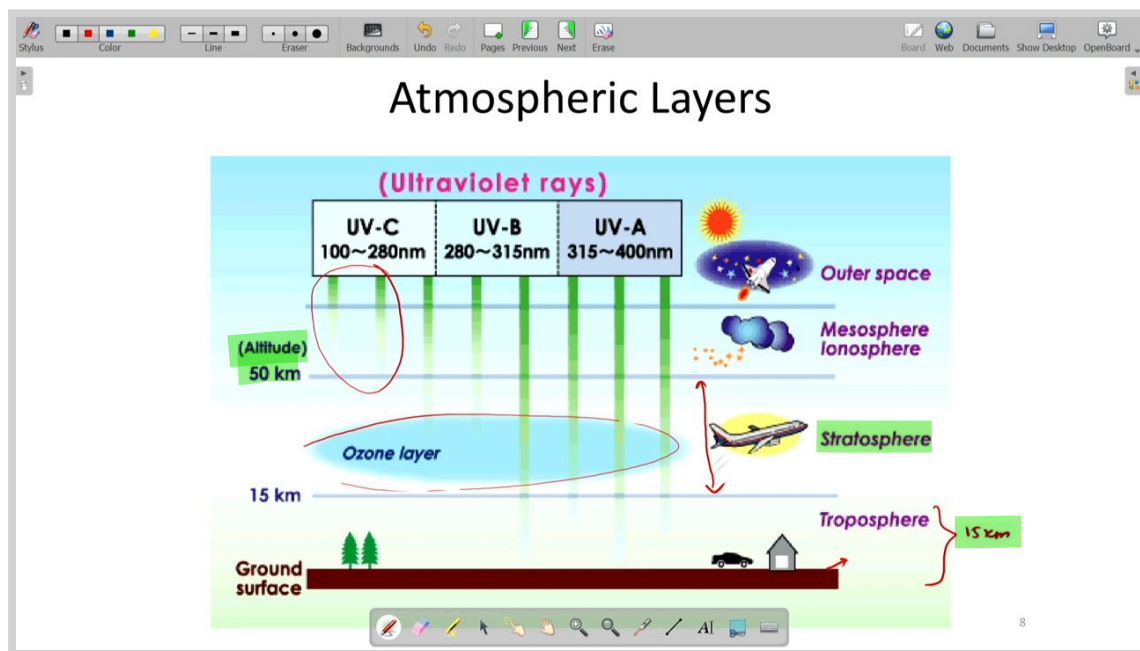 Stylus
Color
Line
Eraser
Backgrounds
Undo
Redo
Pages
Previous
Next
Erase
Board
Web
Documents
Show Desktop
OpenBoard
Atmospheric Layers
(Ultraviolet rays)
UV-C
100~280nm
UV-B
280~315nm
UV-A
315~400nm
Outer space
Mesosphere
Ionosphere
(Altitude)
50 km
Stratosphere
Ozone layer
15 km
Troposphere
15 km
Ground
surface
AI
8